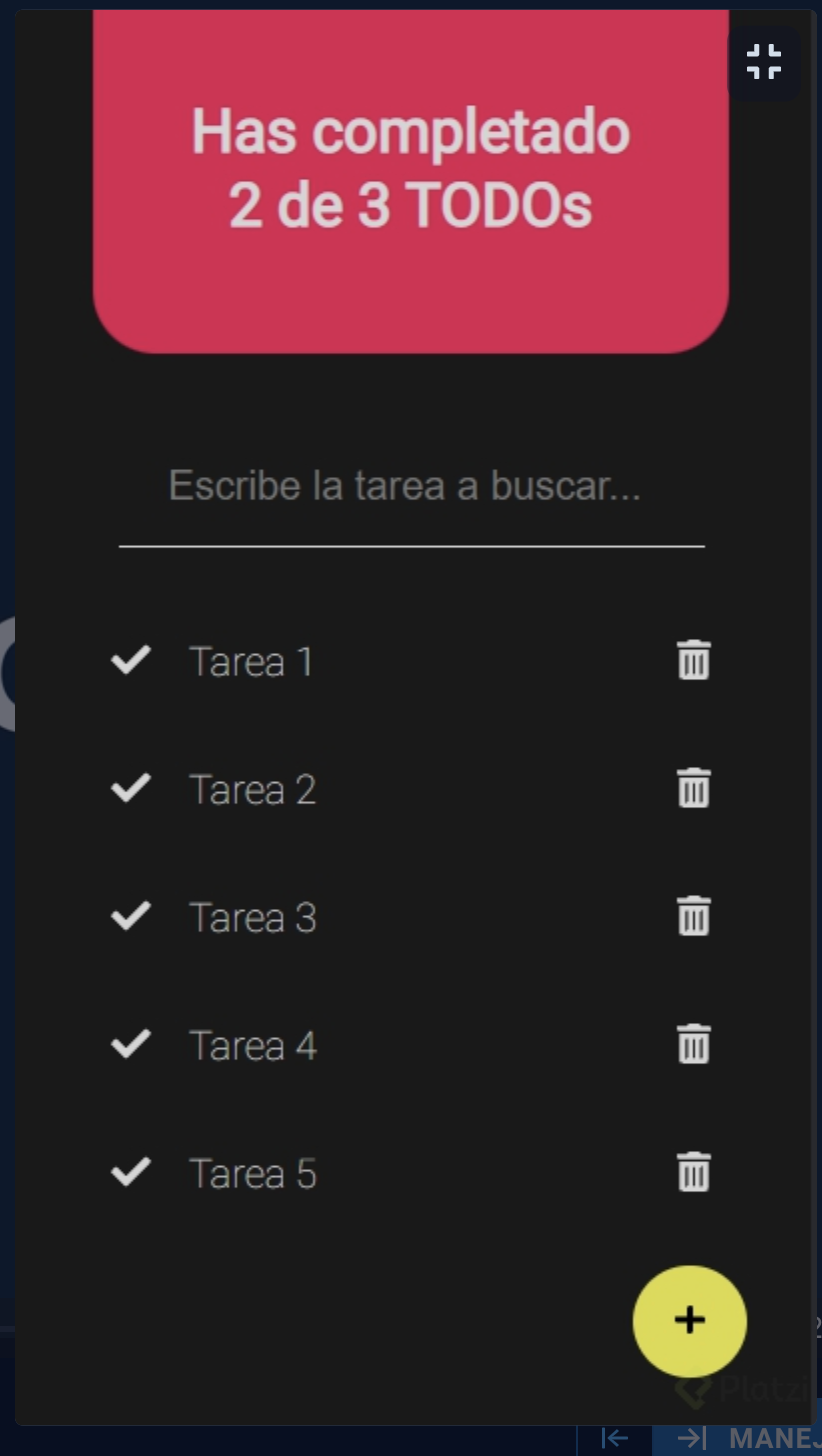 Has completado
2 de 3 TODOs
Escribe la tarea a buscar...
Tarea 1
Tarea 2
Tarea 3
Tarea 4
Tarea 5
+
Platzi
MANEJ